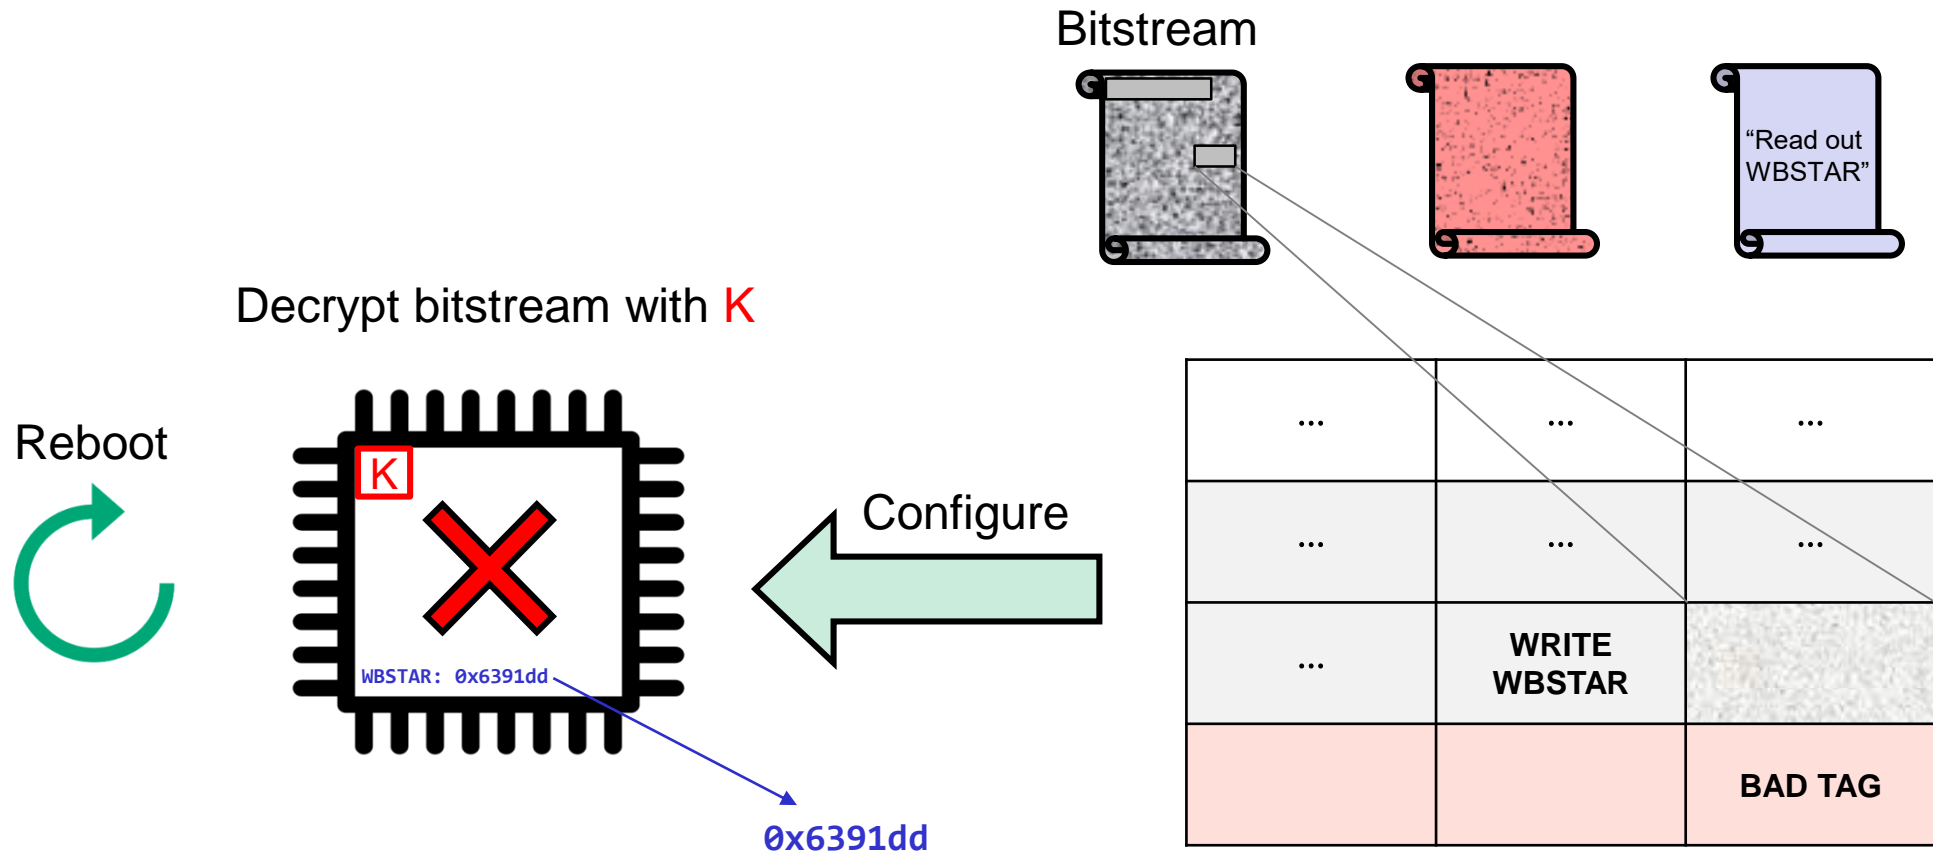 Bitstream
“Read out
WBSTAR”
Decrypt bitstream with K
Reboot
K
WBSTAR: 0x6391dd
0x6391dd
Configure
... ... ...
... ... ...
... WRITE
WBSTAR
BAD TAG